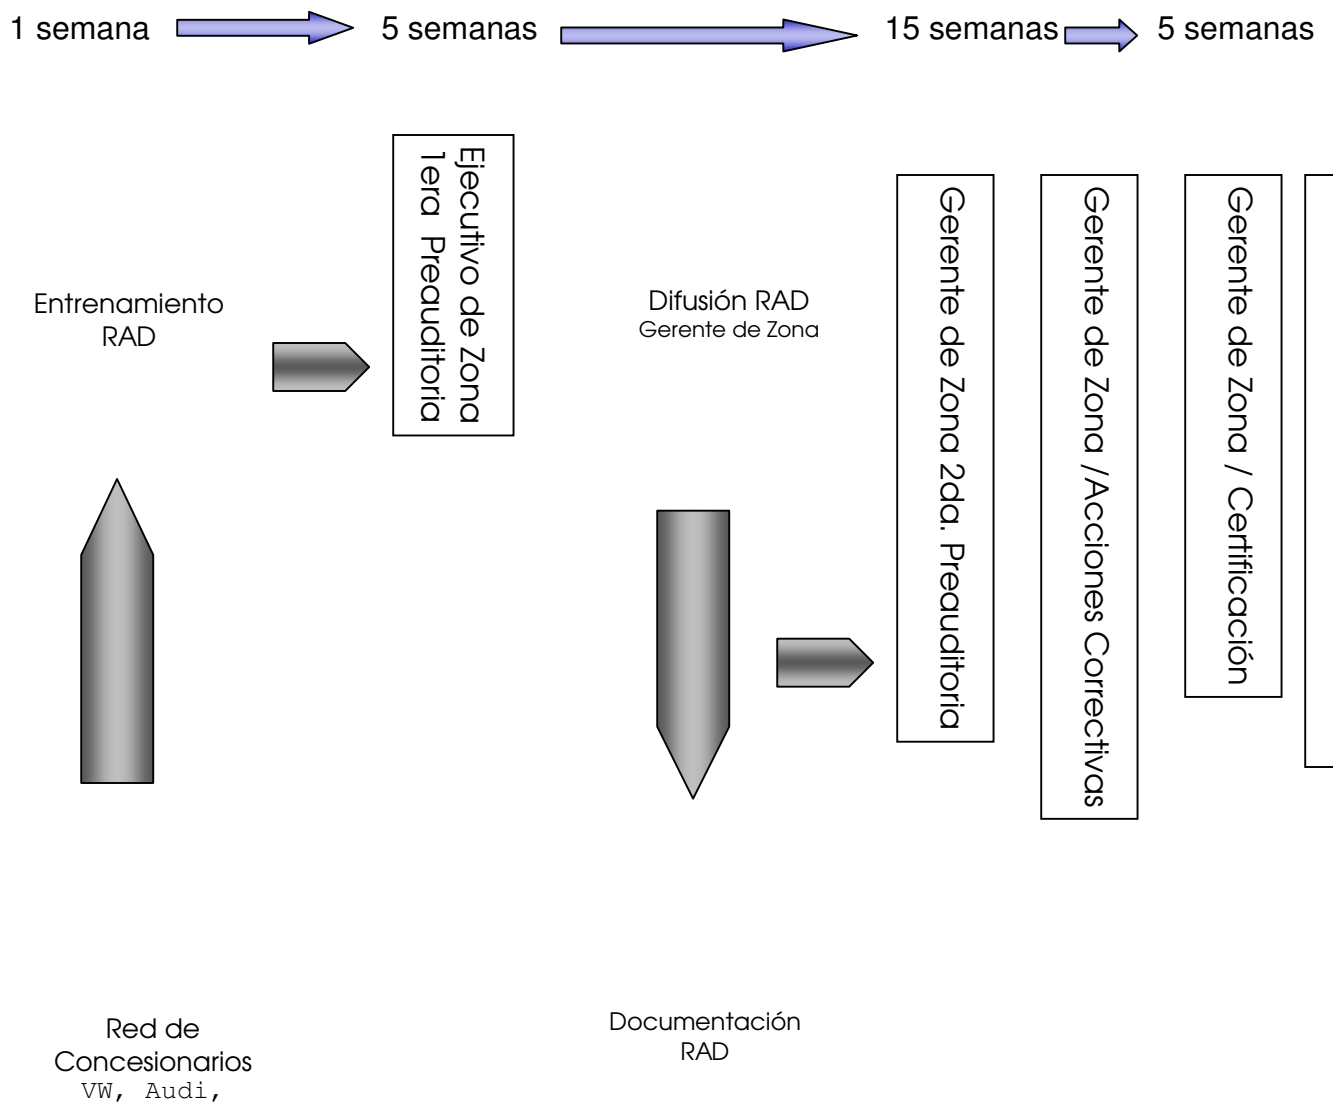 1 semana 5 semanas 15 semanas 5 semanas
Ejecutivo de Zona
1era Preauditoria
Entrenamiento
RAD
Difusión RAD
Gerente de Zona
Gerente de Zona 2da. Preauditoria
Gerente de Zona /Acciones Correctivas
Gerente de Zona / Certificación
Red de
Concesionarios
VW, Audi,
Documentación
RAD